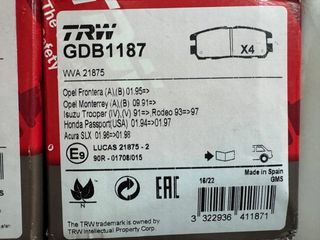 TRW
GDB1187
X4
WVA 21875
Opel Frontera (A),(B) 01.95=>
Opel Monterey (A),(B) 09.91=>
Isuzu Trooper (IV),(V) 91=>,Rodeo 93=>97
Honda Passport(USA) 01.94=>01.97
Acura SLX 01.96=>01.98
E9
LUCAS 21875 - 2
90R - 01708/015
EAC
16/22
Made in Spain
GMS
The TRW trademark is owned by
TRW Intellectual Property Corp.
3 322936 411871